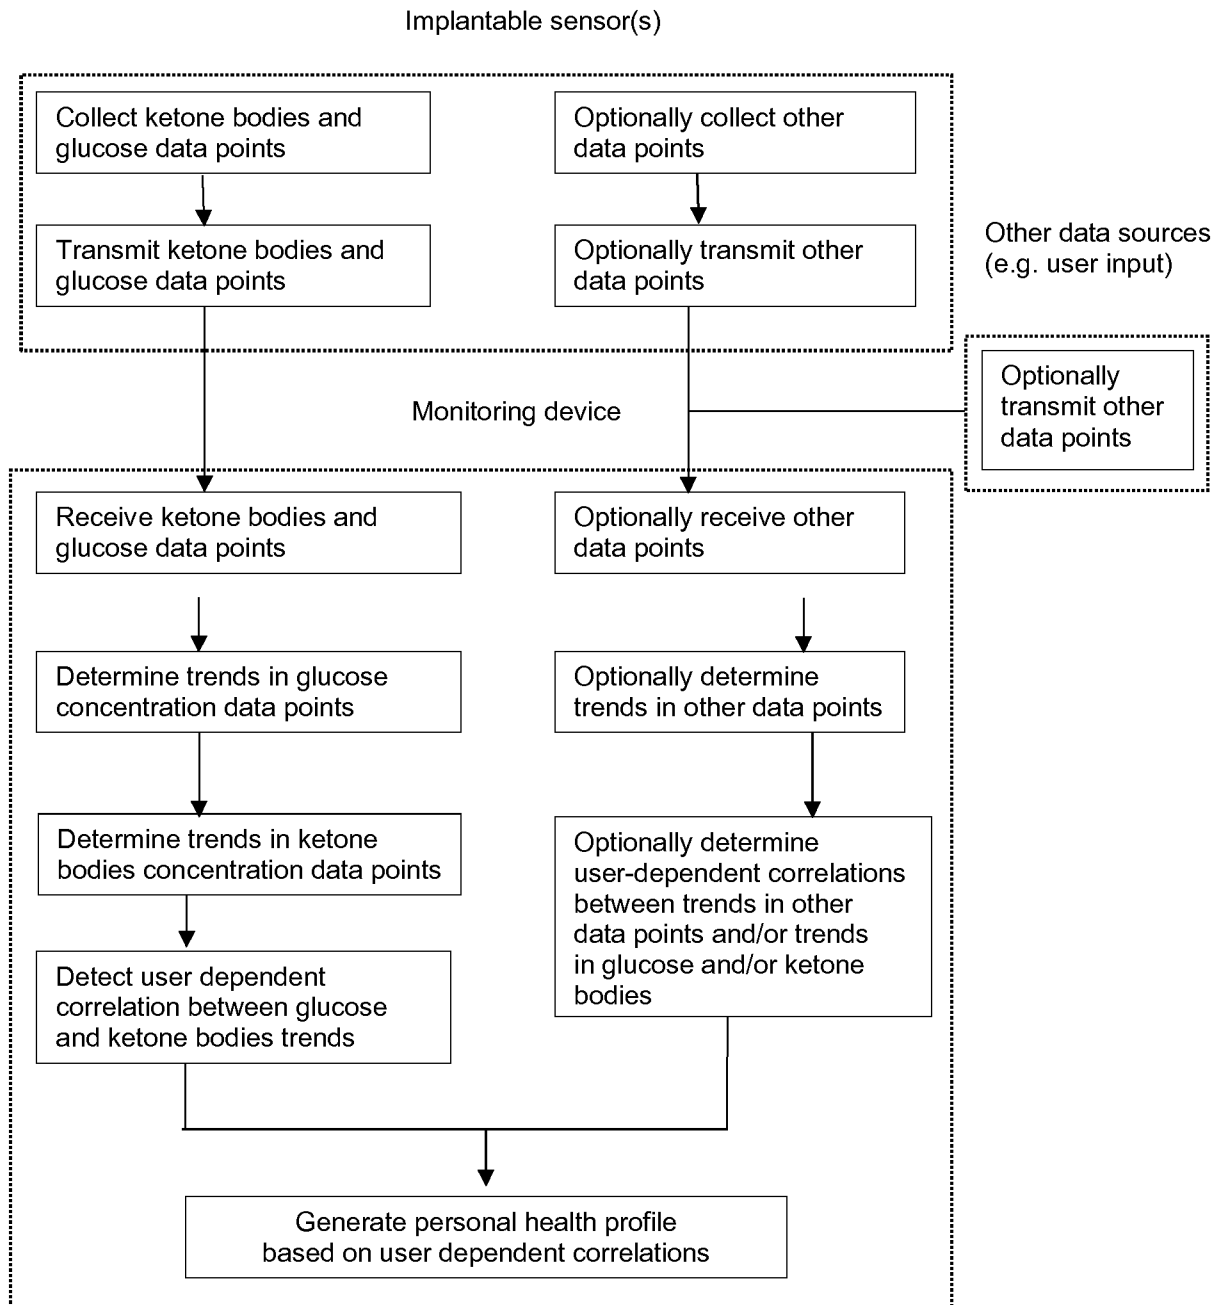 Implantable sensor(s)
Collect ketone bodies and
glucose data points
Optionally collect other
data points
Transmit ketone bodies and
glucose data points
Optionally transmit other
data points
Other data sources
(e.g. user input)
Optionally
transmit other
data points
Monitoring device
Receive ketone bodies and
glucose data points
Optionally receive other
data points
Determine trends in glucose
concentration data points
Optionally determine
trends in other data points
Determine trends in ketone
bodies concentration data points
Optionally determine
user-dependent correlations
between trends in other
data points and/or trends
in glucose and/or ketone
bodies
Detect user dependent
correlation between glucose
and ketone bodies trends
Generate personal health profile
based on user dependent correlations